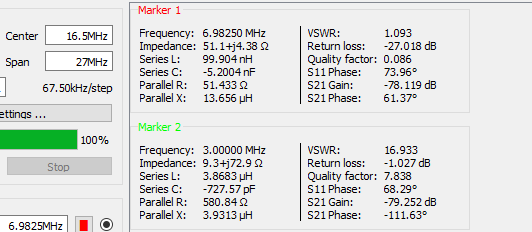 Center 16.5MHz
Span 27MHz
67.50kHz/step
ettings ...
100%
Stop
6.9825MHz
Marker 1
Frequency: 6.98250 MHz VSWR: 1.093
Impedance: 51.1+j4.38 Ω Return loss: -27.018 dB
Series L: 99.904 nH Quality factor: 0.086
Series C: -5.2004 nF S11 Phase: 73.96°
Parallel R: 51.433 Ω S21 Gain: -78.119 dB
Parallel X: 13.656 µH S21 Phase: 61.37°
Marker 2
Frequency: 3.00000 MHz VSWR: 16.933
Impedance: 9.3+j72.9 Ω Return loss: -1.027 dB
Series L: 3.8683 µH Quality factor: 7.838
Series C: -727.57 pF S11 Phase: 68.29°
Parallel R: 580.84 Ω S21 Gain: -79.252 dB
Parallel X: 3.9313 µH S21 Phase: -111.63°